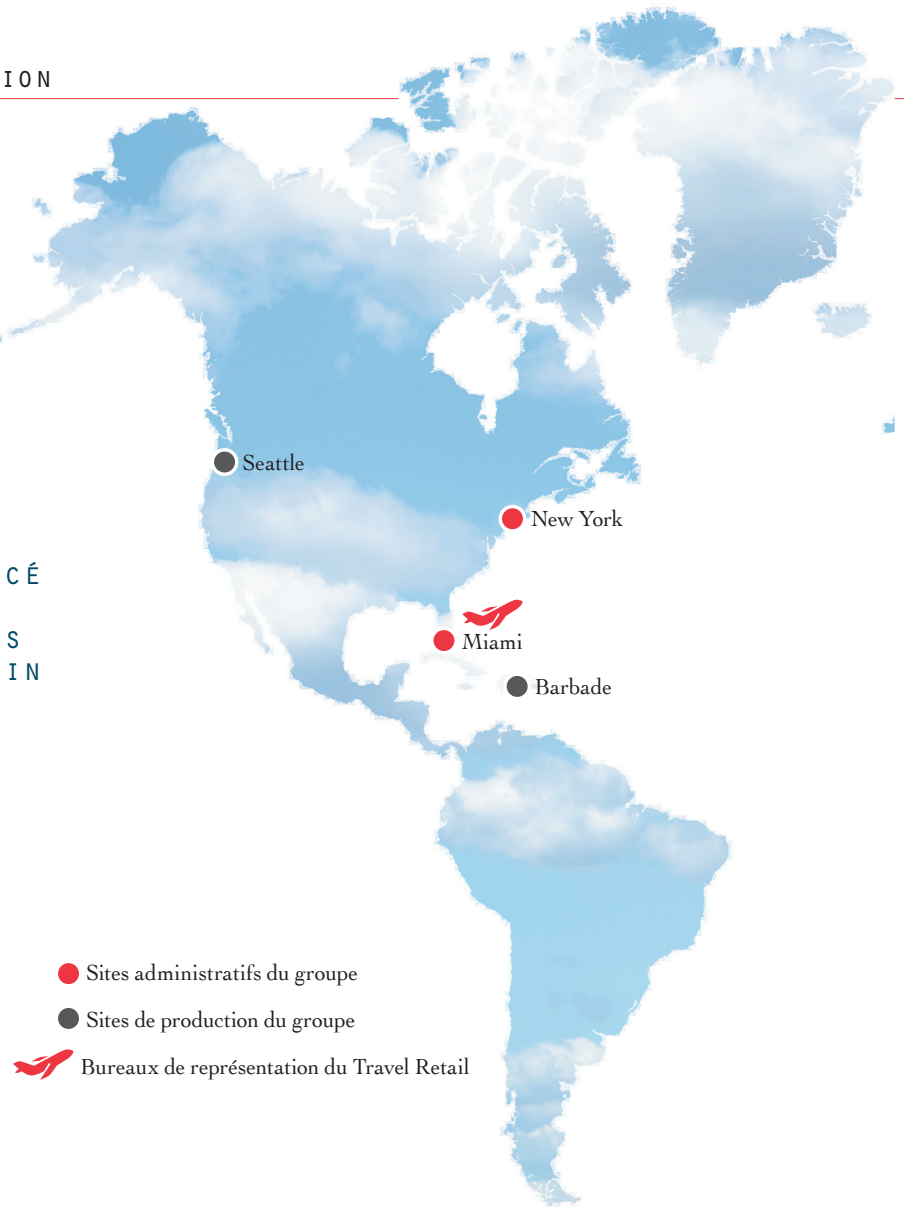 ION
Seattle
New York
CÉ
S
IN
Miami
Barbade
Sites administratifs du groupe
Sites de production du groupe
Bureaux de représentation du Travel Retail